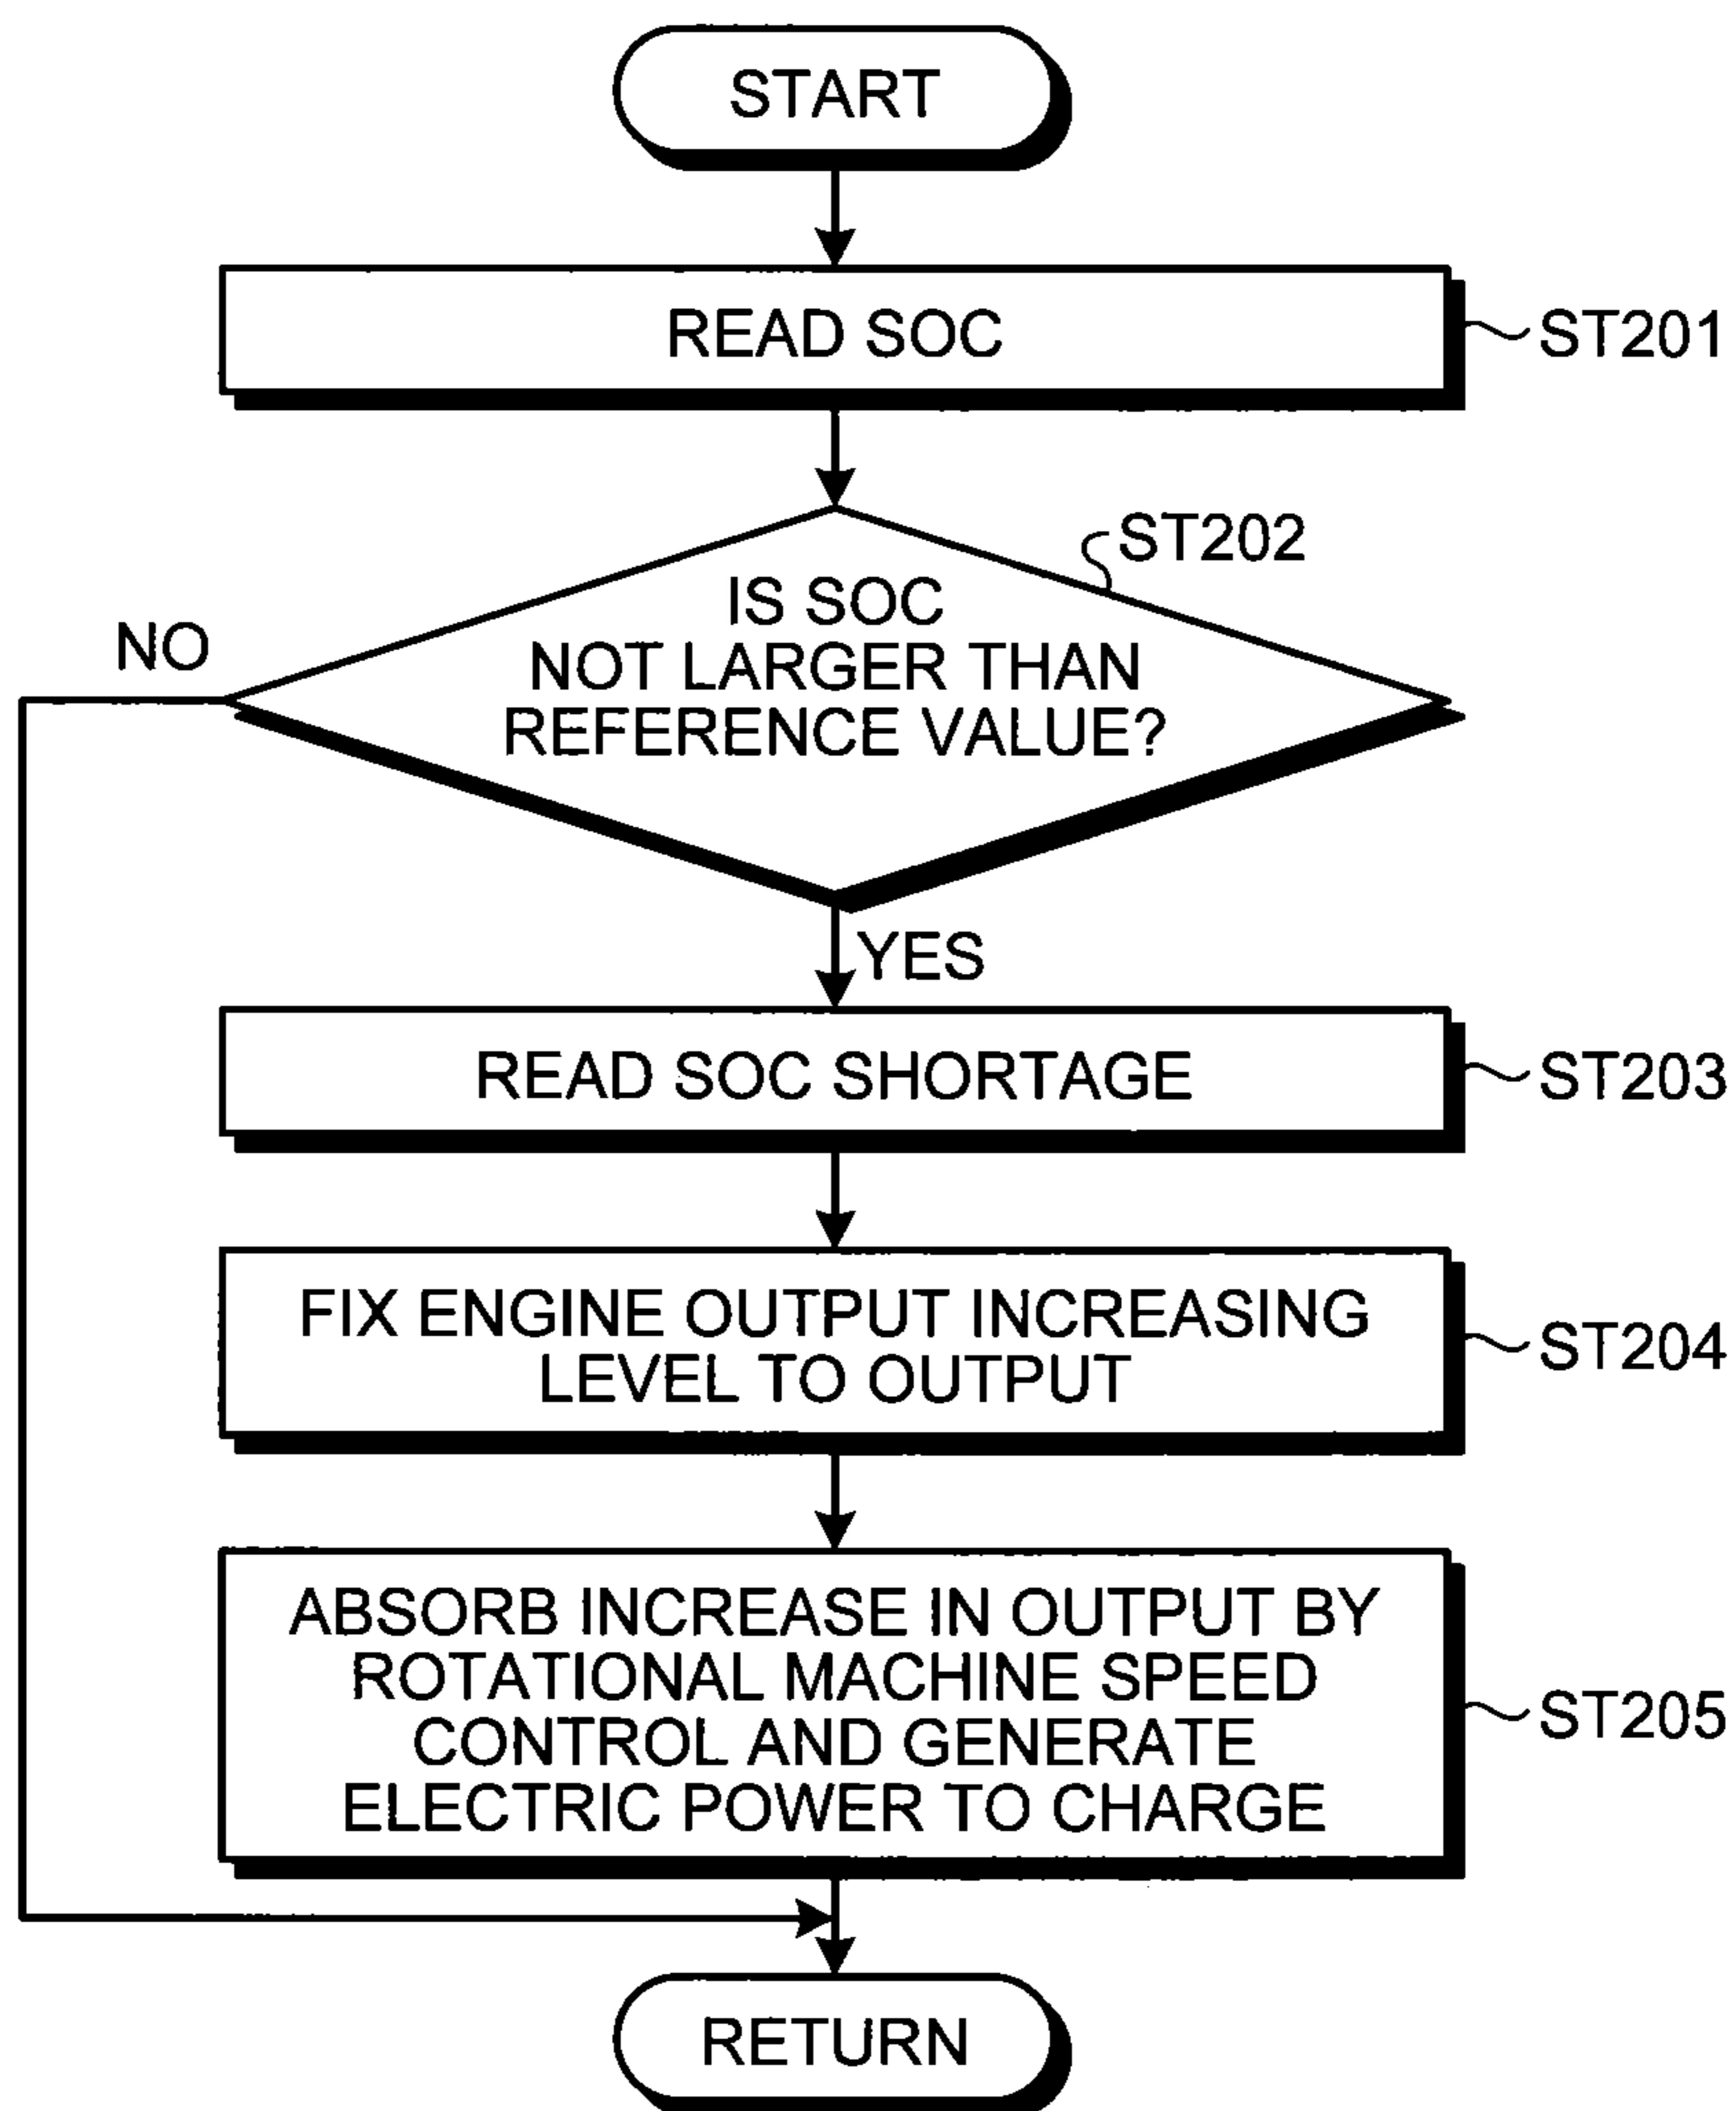 START
READ SOC
ST201
ST202
IS SOC
NOT LARGER THAN
REFERENCE VALUE?
NO
YES
READ SOC SHORTAGE
ST203
FIX ENGINE OUTPUT INCREASING
LEVEL TO OUTPUT
ST204
ABSORB INCREASE IN OUTPUT BY
ROTATIONAL MACHINE SPEED
CONTROL AND GENERATE
ELECTRIC POWER TO CHARGE
ST205
RETURN